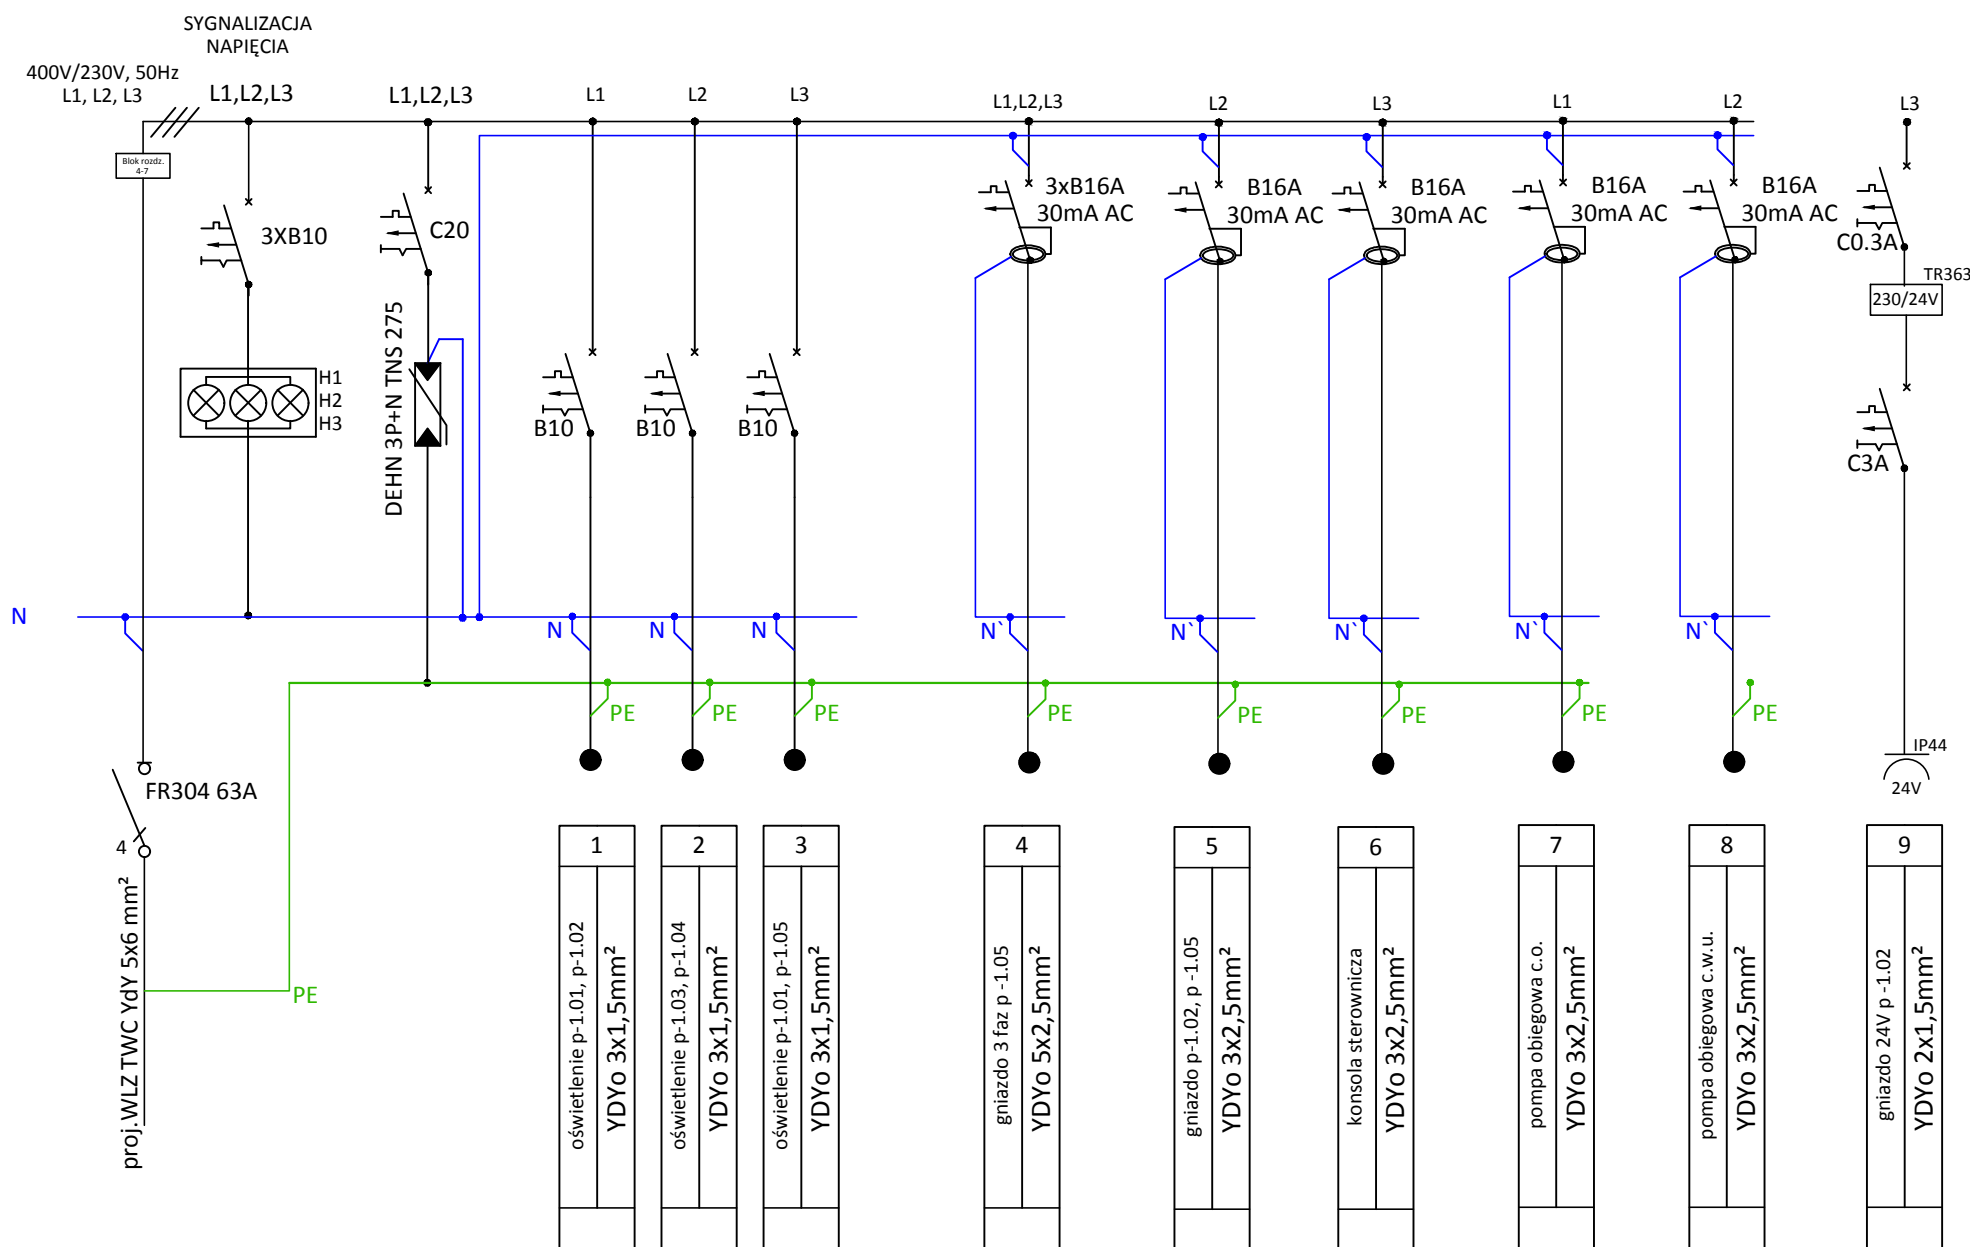 SYGNALIZACJA
NAPIĘCIA
400V/230V, 50Hz
L1, L2, L3
L1,L2,L3
L1,L2,L3
L1
L2
L3
L1,L2,L3
L2
L3
L1
L2
L3
Blok rozdz.
4-7
3XB10
C20
3xB16A
30mA AC
B16A
30mA AC
B16A
30mA AC
B16A
30mA AC
B16A
30mA AC
C0.3A
TR363
230/24V
H1
H2
H3
DEHN 3P+N TNS 275
B10
B10
B10
C3A
N
N
N
N
N`
N`
N`
N`
N`
PE
PE
PE
PE
PE
PE
PE
PE
IP44
24V
FR304 63A
4
proj.WLZ TWC YdY 5x6 mm²
PE
1
oświetlenie p-1.01, p-1.02
YDYo 3x1,5mm²
2
oświetlenie p-1.03, p-1.04
YDYo 3x1,5mm²
3
oświetlenie p-1.01, p-1.05
YDYo 3x1,5mm²
4
gniazdo 3 faz p -1.05
YDYo 5x2,5mm²
5
gniazdo p-1.02, p -1.05
YDYo 3x2,5mm²
6
konsola sterownicza
YDYo 3x2,5mm²
7
pompa obiegowa c.o.
YDYo 3x2,5mm²
8
pompa obiegowa c.w.u.
YDYo 3x2,5mm²
9
gniazdo 24V p -1.02
YDYo 2x1,5mm²